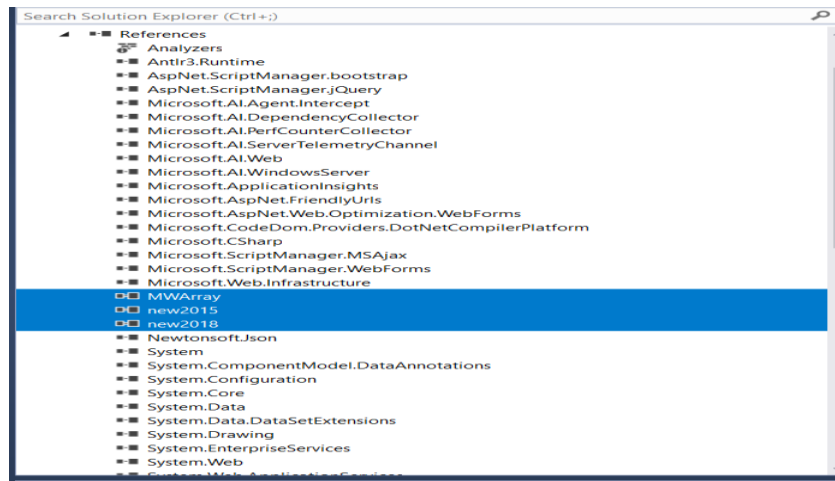 Search Solution Explorer (Ctrl+;)
References
Analyzers
Antlr3.Runtime
AspNet.ScriptManager.bootstrap
AspNet.ScriptManager.jQuery
Microsoft.AI.Agent.Intercept
Microsoft.AI.DependencyCollector
Microsoft.AI.PerfCounterCollector
Microsoft.AI.ServerTelemetryChannel
Microsoft.AI.Web
Microsoft.AI.WindowsServer
Microsoft.ApplicationInsights
Microsoft.AspNet.FriendlyUrls
Microsoft.AspNet.Web.Optimization.WebForms
Microsoft.CodeDom.Providers.DotNetCompilerPlatform
Microsoft.CSharp
Microsoft.ScriptManager.MSAjax
Microsoft.ScriptManager.WebForms
Microsoft.Web.Infrastructure
MWArray
new2015
new2018
Newtonsoft.Json
System
System.ComponentModel.DataAnnotations
System.Configuration
System.Core
System.Data
System.Data.DataSetExtensions
System.Drawing
System.EnterpriseServices
System.Web
System.Web.ApplicationServices